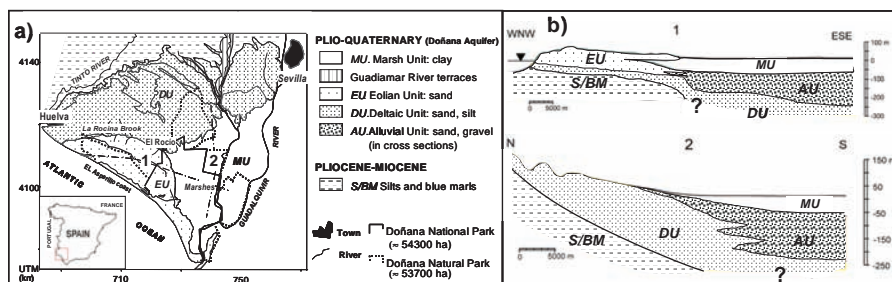 a)
4140
TINTO RIVER
DU
Sevilla
Huelva
La Rocina Brook
El Rocío
1
2
MU
RIVER
ATLANTIC
EL Asperillo coast
EU
Marshes
4100
GUADALQUIVIR
OCEAN
FRANCE
PORTUGAL
SPAIN
UTM
(km)
710
750
PLIO-QUATERNARY (Doñana Aquifer)
MU. Marsh Unit: clay
Guadiamar River terraces
EU Eolian Unit: sand
DU.Deltaic Unit: sand, silt
AU.Alluvial Unit: sand, gravel
(in cross sections)
PLIOCENE-MIOCENE
S/BM Silts and blue marls
Town
River
Doñana National Park
(≈ 54300 ha)
Doñana Natural Park
(≈ 53700 ha)
b)
1
WNW
ESE
100 m
0
-100
-200
-300
EU
MU
S/BM
AU
?
DU
5000 m
2
N
S
150 m
50
-50
-150
-250
MU
S/BM
DU
AU
5000 m
?